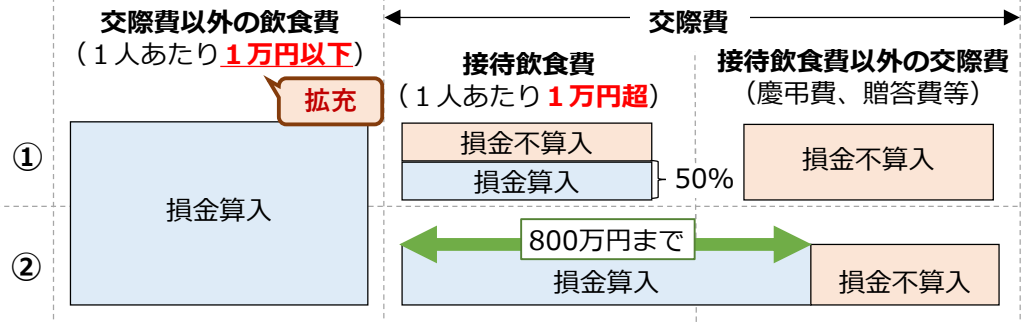 交際費以外の飲食費
（１人あたり１万円以下）
拡充
交際費
接待飲食費
（１人あたり１万円超）
接待飲食費以外の交際費
（慶弔費、贈答費等）
①
損金算入
損金不算入
損金算入
50%
損金不算入
②
800万円まで
損金算入
損金不算入